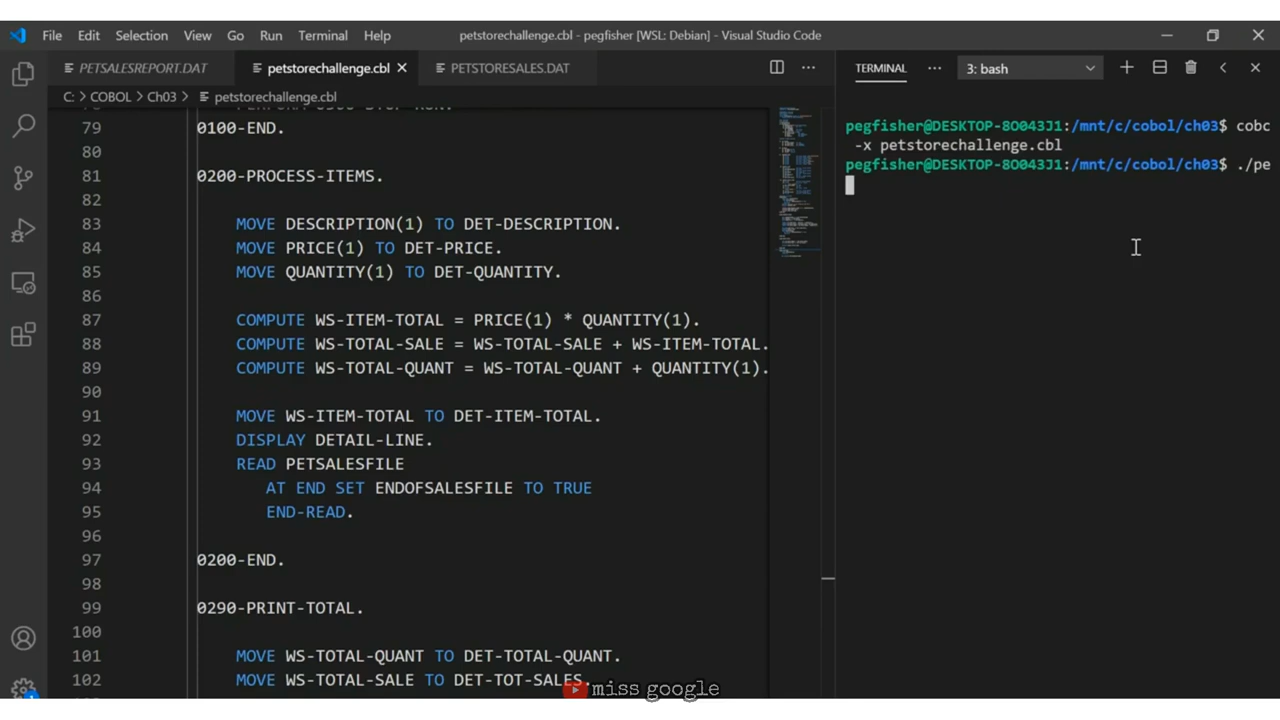 File Edit Selection View Go Run Terminal Help petstorechallenge.cbl - pegfisher [WSL: Debian] - Visual Studio Code
PETSALESREPORT.DAT petstorechallenge.cbl PETSTORESALES.DAT
C: > COBOL > Ch03 > petstorechallenge.cbl
79 0100-END.
80
81 0200-PROCESS-ITEMS.
82
83 MOVE DESCRIPTION(1) TO DET-DESCRIPTION.
84 MOVE PRICE(1) TO DET-PRICE.
85 MOVE QUANTITY(1) TO DET-QUANTITY.
86
87 COMPUTE WS-ITEM-TOTAL = PRICE(1) * QUANTITY(1).
88 COMPUTE WS-TOTAL-SALE = WS-TOTAL-SALE + WS-ITEM-TOTAL.
89 COMPUTE WS-TOTAL-QUANT = WS-TOTAL-QUANT + QUANTITY(1).
90
91 MOVE WS-ITEM-TOTAL TO DET-ITEM-TOTAL.
92 DISPLAY DETAIL-LINE.
93 READ PETSALESFILE
94 AT END SET ENDOFSALESFILE TO TRUE
95 END-READ.
96
97 0200-END.
98
99 0290-PRINT-TOTAL.
100
101 MOVE WS-TOTAL-QUANT TO DET-TOTAL-QUANT.
102 MOVE WS-TOTAL-SALE TO DET-TOT-SALES.
TERMINAL 3: bash
pegfisher@DESKTOP-8O043J1:/mnt/c/cobol/ch03$ cobc
-x petstorechallenge.cbl
pegfisher@DESKTOP-8O043J1:/mnt/c/cobol/ch03$ ./pe
miss google